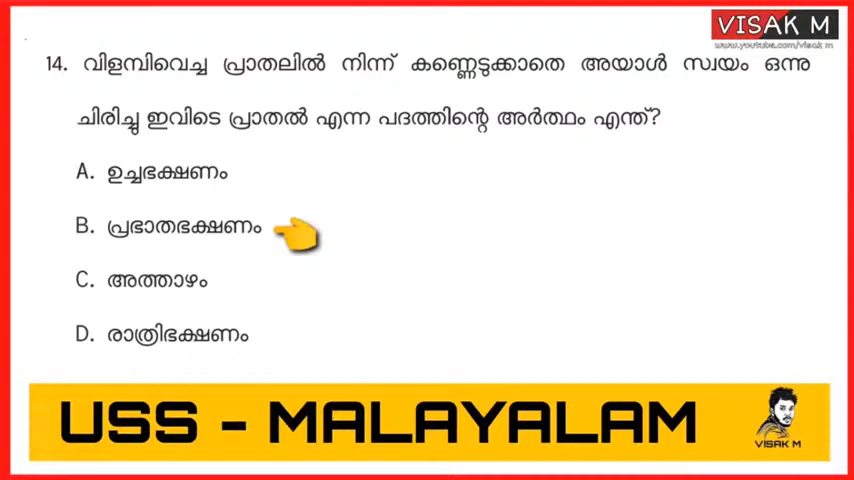 VISAK M
www.youtube.com/visak m
14. വിളമ്പിവെച്ച പ്രാതലിൽ നിന്ന് കണ്ണെടുക്കാതെ അയാൾ സ്വയം ഒന്നു
ചിരിച്ചു ഇവിടെ പ്രാതൽ എന്ന പദത്തിന്റെ അർത്ഥം എന്ത്?
A. ഉച്ചഭക്ഷണം
B. പ്രഭാതഭക്ഷണം
C. അത്താഴം
D. രാത്രിഭക്ഷണം
USS - MALAYALAM
VISAK M